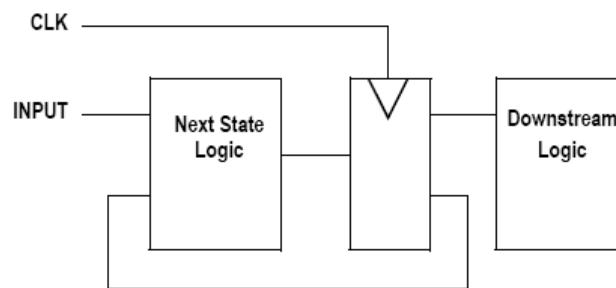 CLK
INPUT
Next State
Logic
Downstream
Logic